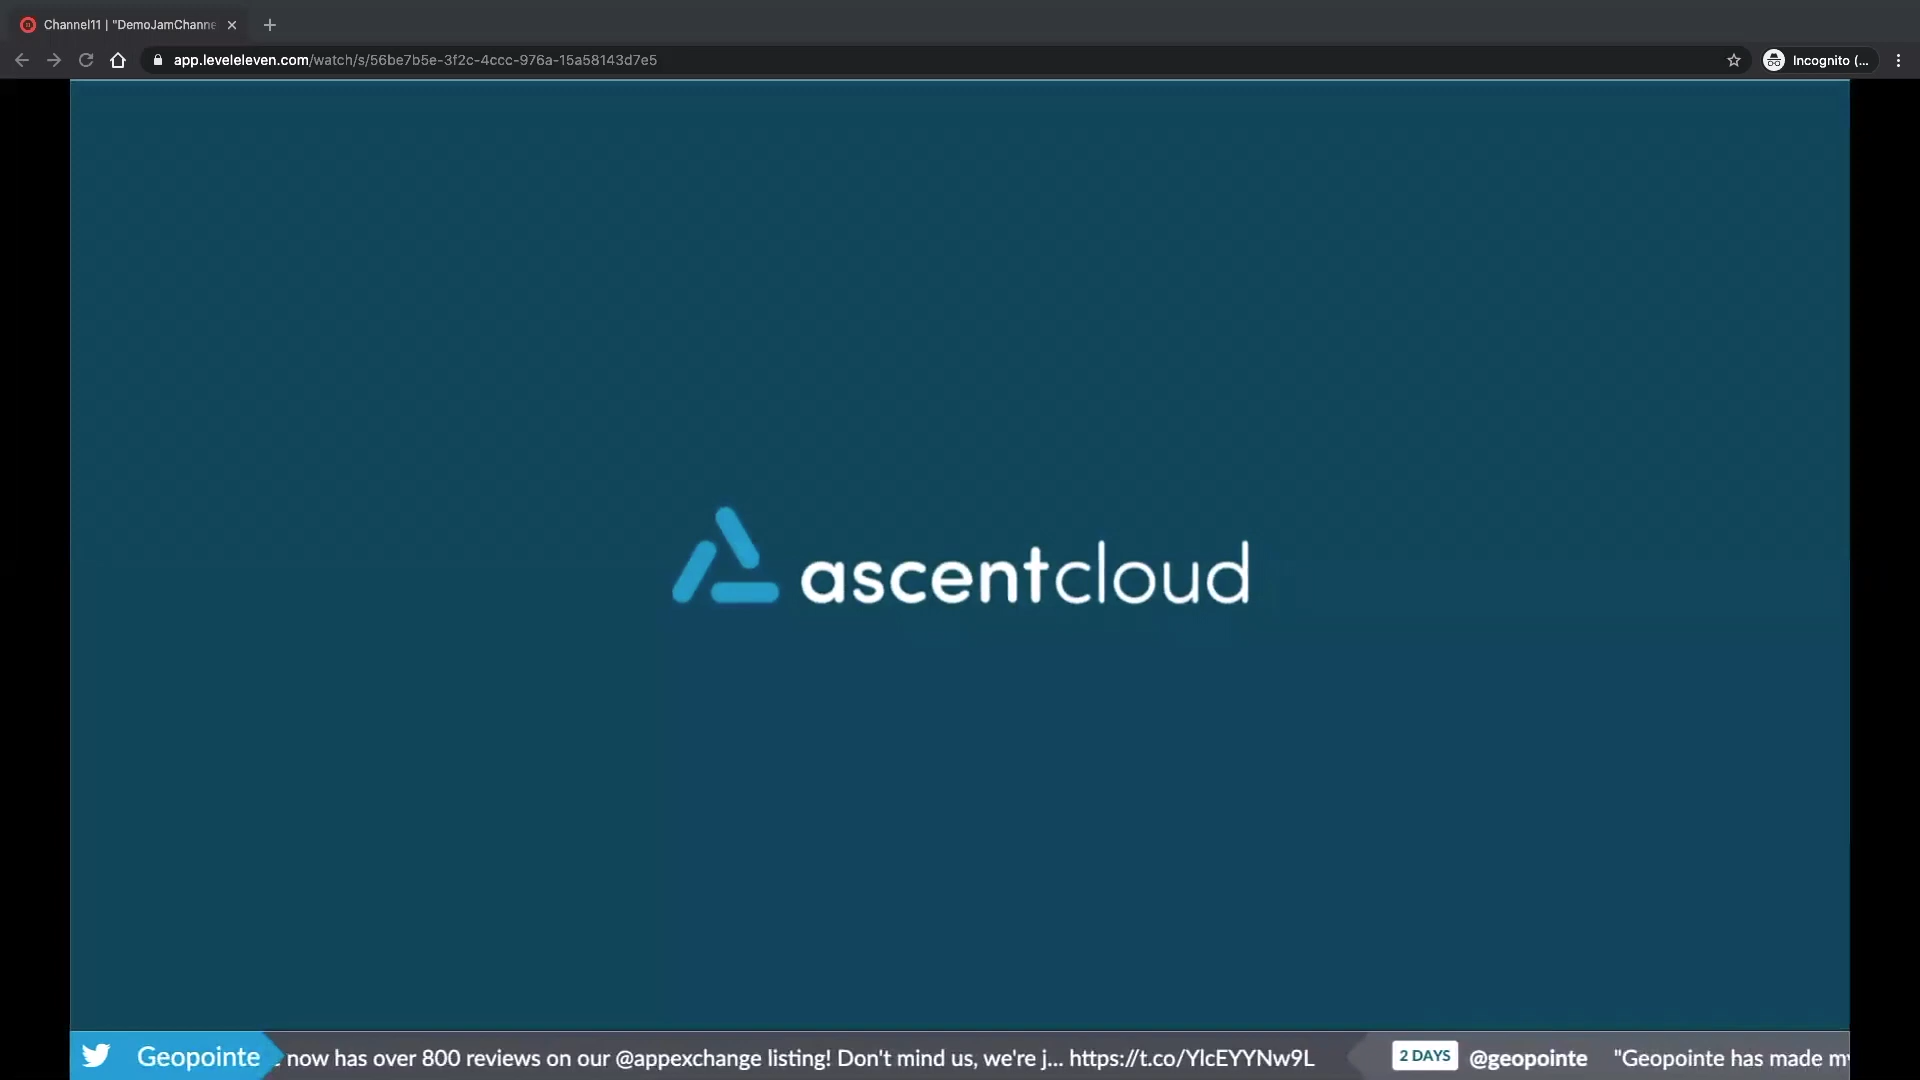 Channel11 | "DemoJamChanne
app.leveleleven.com/watch/s/56be7b5e-3f2c-4ccc-976a-15a58143d7e5
Incognito (...
ascentcloud
Geopointe now has over 800 reviews on our @appexchange listing! Don't mind us, we're j... https://t.co/YlcEYYNw9L 2 DAYS @geopointe "Geopointe has made my